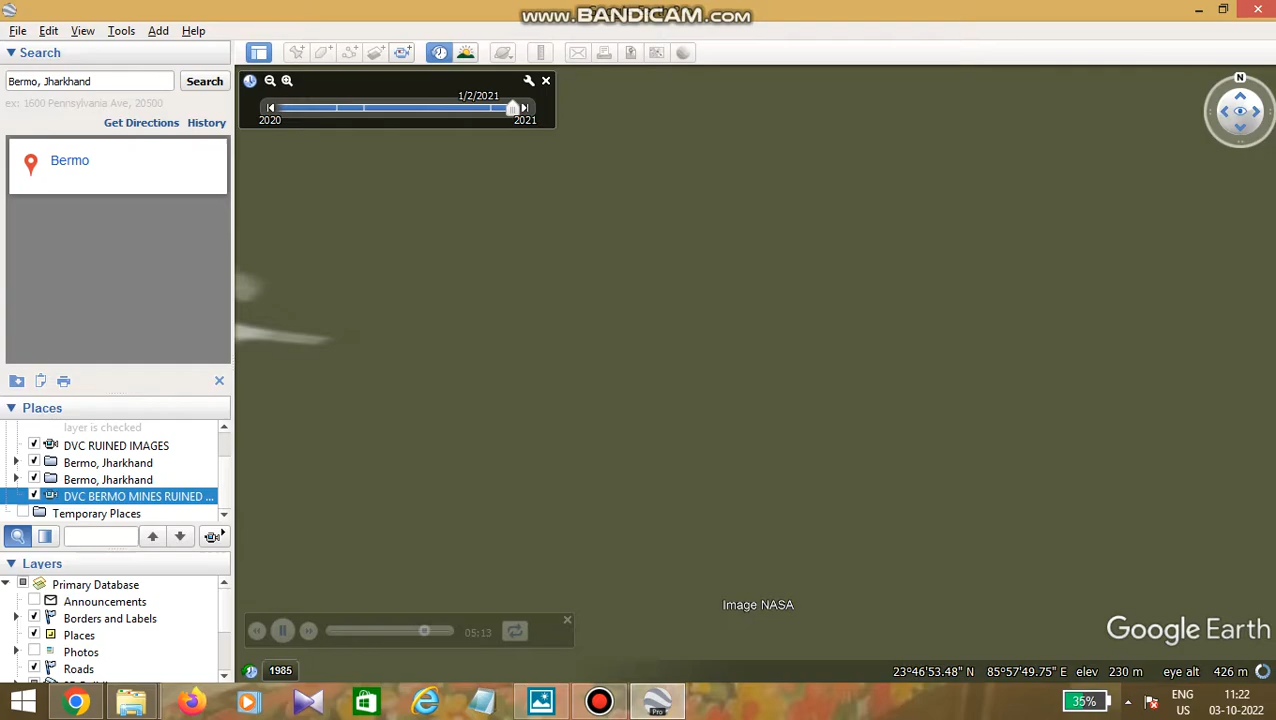 www.BANDICAM.com
File Edit View Tools Add Help
Search
Bermo, Jharkhand
Search
ex: 1600 Pennsylvania Ave, 20500
Get Directions History
Bermo
1/2/2021
2020 2021
N
Places
layer is checked
DVC RUINED IMAGES
Bermo, Jharkhand
Bermo, Jharkhand
DVC BERMO MINES RUINED ...
Temporary Places
Layers
Primary Database
Announcements
Borders and Labels
Places
Photos
Roads
Image NASA
Google Earth
05:13
1985
23°46'53.48" N 85°57'49.75" E elev 230 m eye alt 426 m
Pro
35%
ENG
US
11:22
03-10-2022